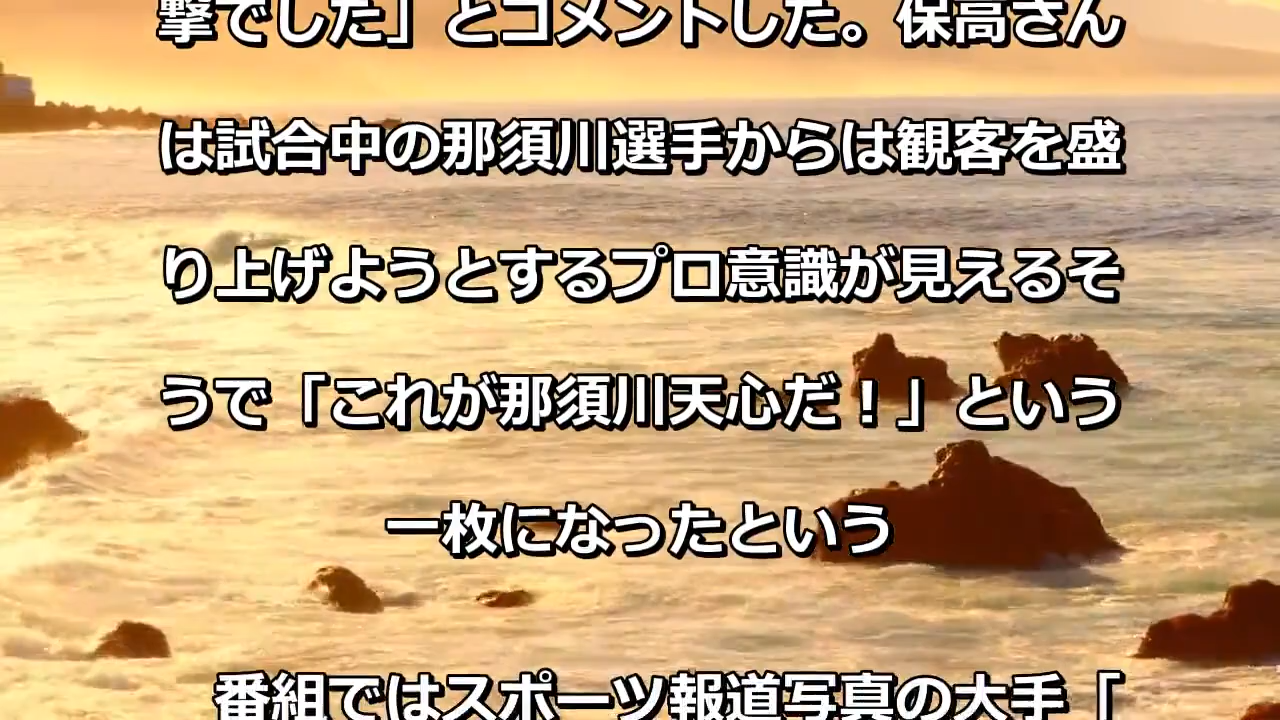 撃でした」とコメントした。保高さん
は試合中の那須川選手からは観客を盛
り上げようとするプロ意識が見えるそ
うで「これが那須川天心だ！」という
一枚になったという
番組ではスポーツ報道写真の大手「